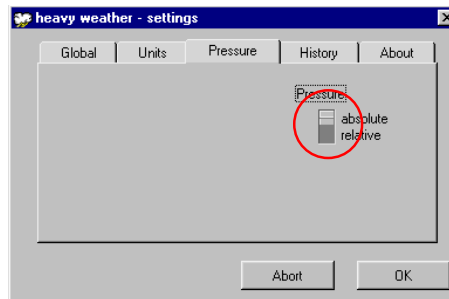 heavy weather - settings
Global Units Pressure History About
Pressure
absolute
relative
Abort OK